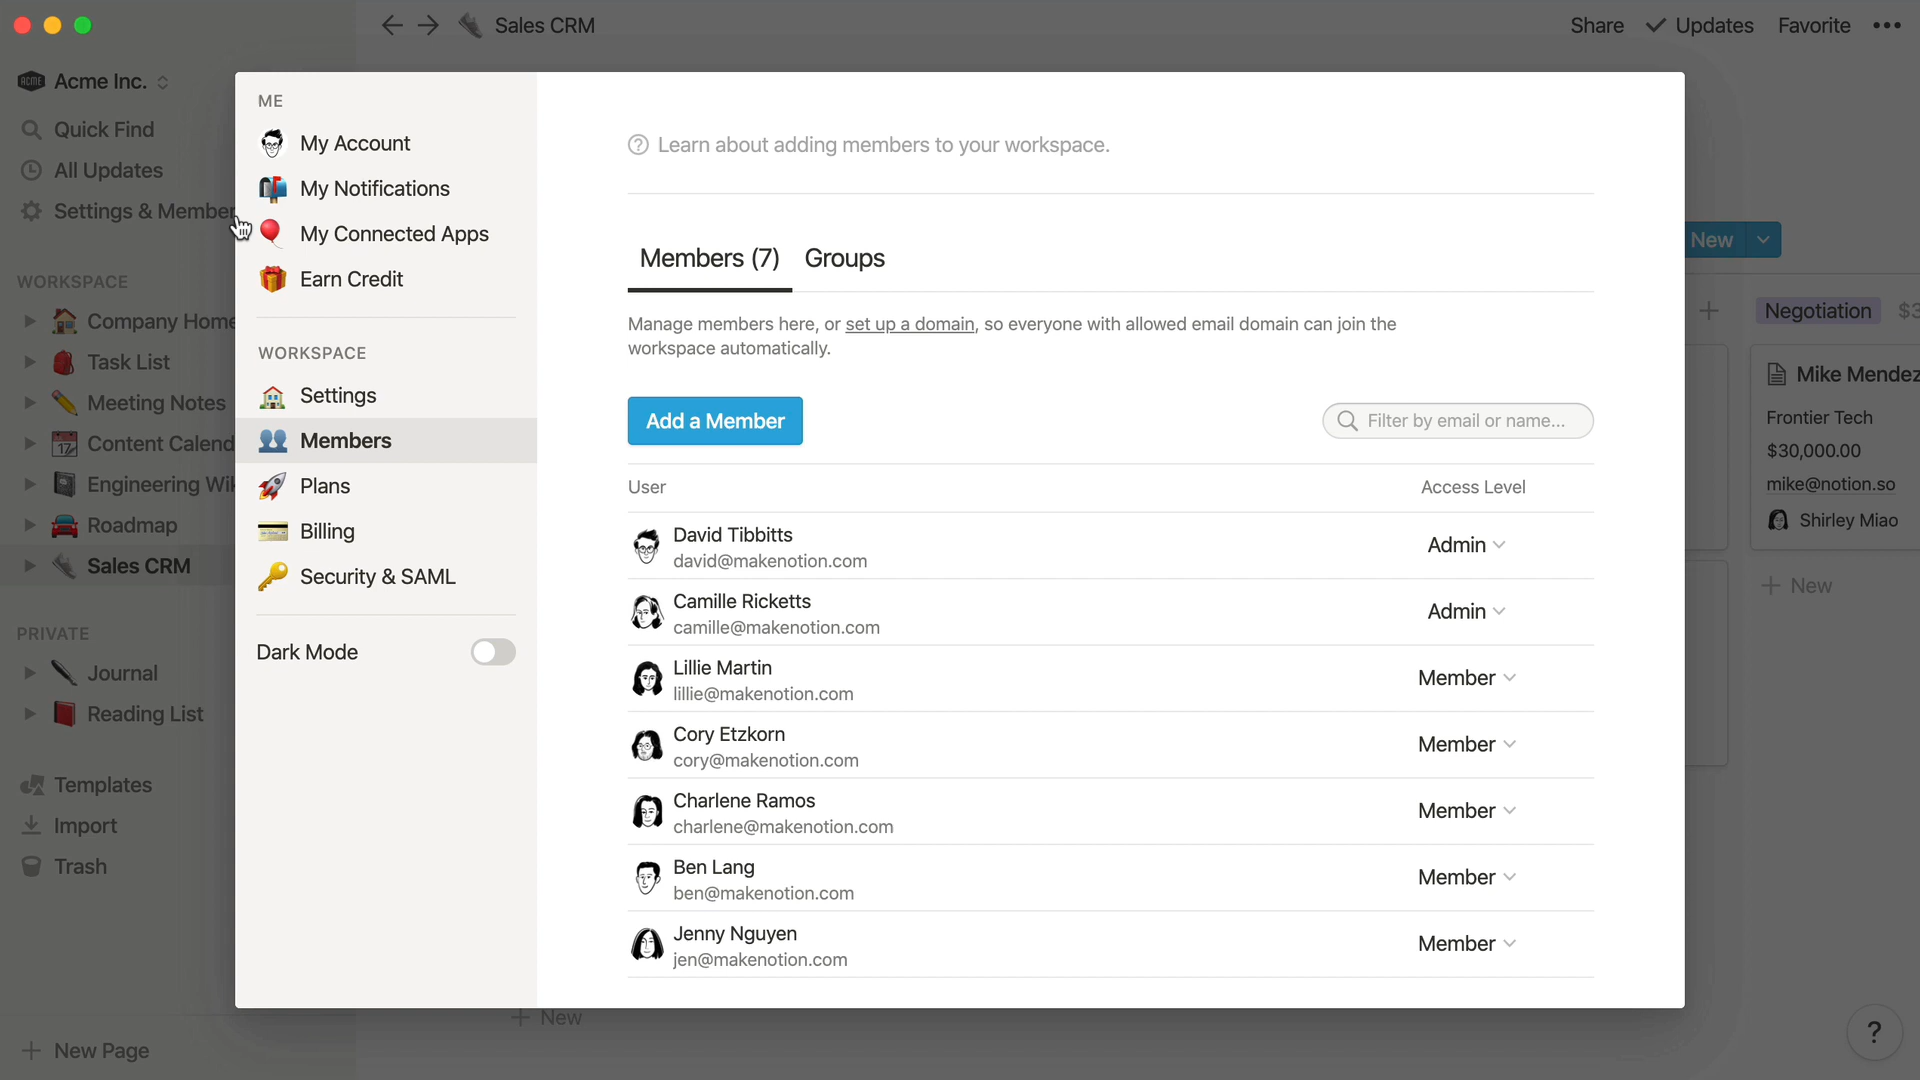 Sales CRM
Share
Updates
Favorite
ACME
Acme Inc.
Quick Find
All Updates
Settings & Member
WORKSPACE
Company Home
Task List
Meeting Notes
17
Content Calend
Engineering Wik
Roadmap
Sales CRM
PRIVATE
Journal
Reading List
Templates
Import
Trash
New Page
ME
My Account
My Notifications
My Connected Apps
Earn Credit
WORKSPACE
Settings
Members
Plans
Billing
Security & SAML
Dark Mode
Learn about adding members to your workspace.
Members (7)
Groups
Manage members here, or set up a domain, so everyone with allowed email domain can join the
workspace automatically.
Add a Member
Filter by email or name...
User
Access Level
David Tibbitts
david@makenotion.com
Admin
Camille Ricketts
camille@makenotion.com
Admin
Lillie Martin
lillie@makenotion.com
Member
Cory Etzkorn
cory@makenotion.com
Member
Charlene Ramos
charlene@makenotion.com
Member
Ben Lang
ben@makenotion.com
Member
Jenny Nguyen
jen@makenotion.com
Member
New
New
Negotiation
$3
Mike Mendez
Frontier Tech
$30,000.00
mike@notion.so
Shirley Miao
New
?